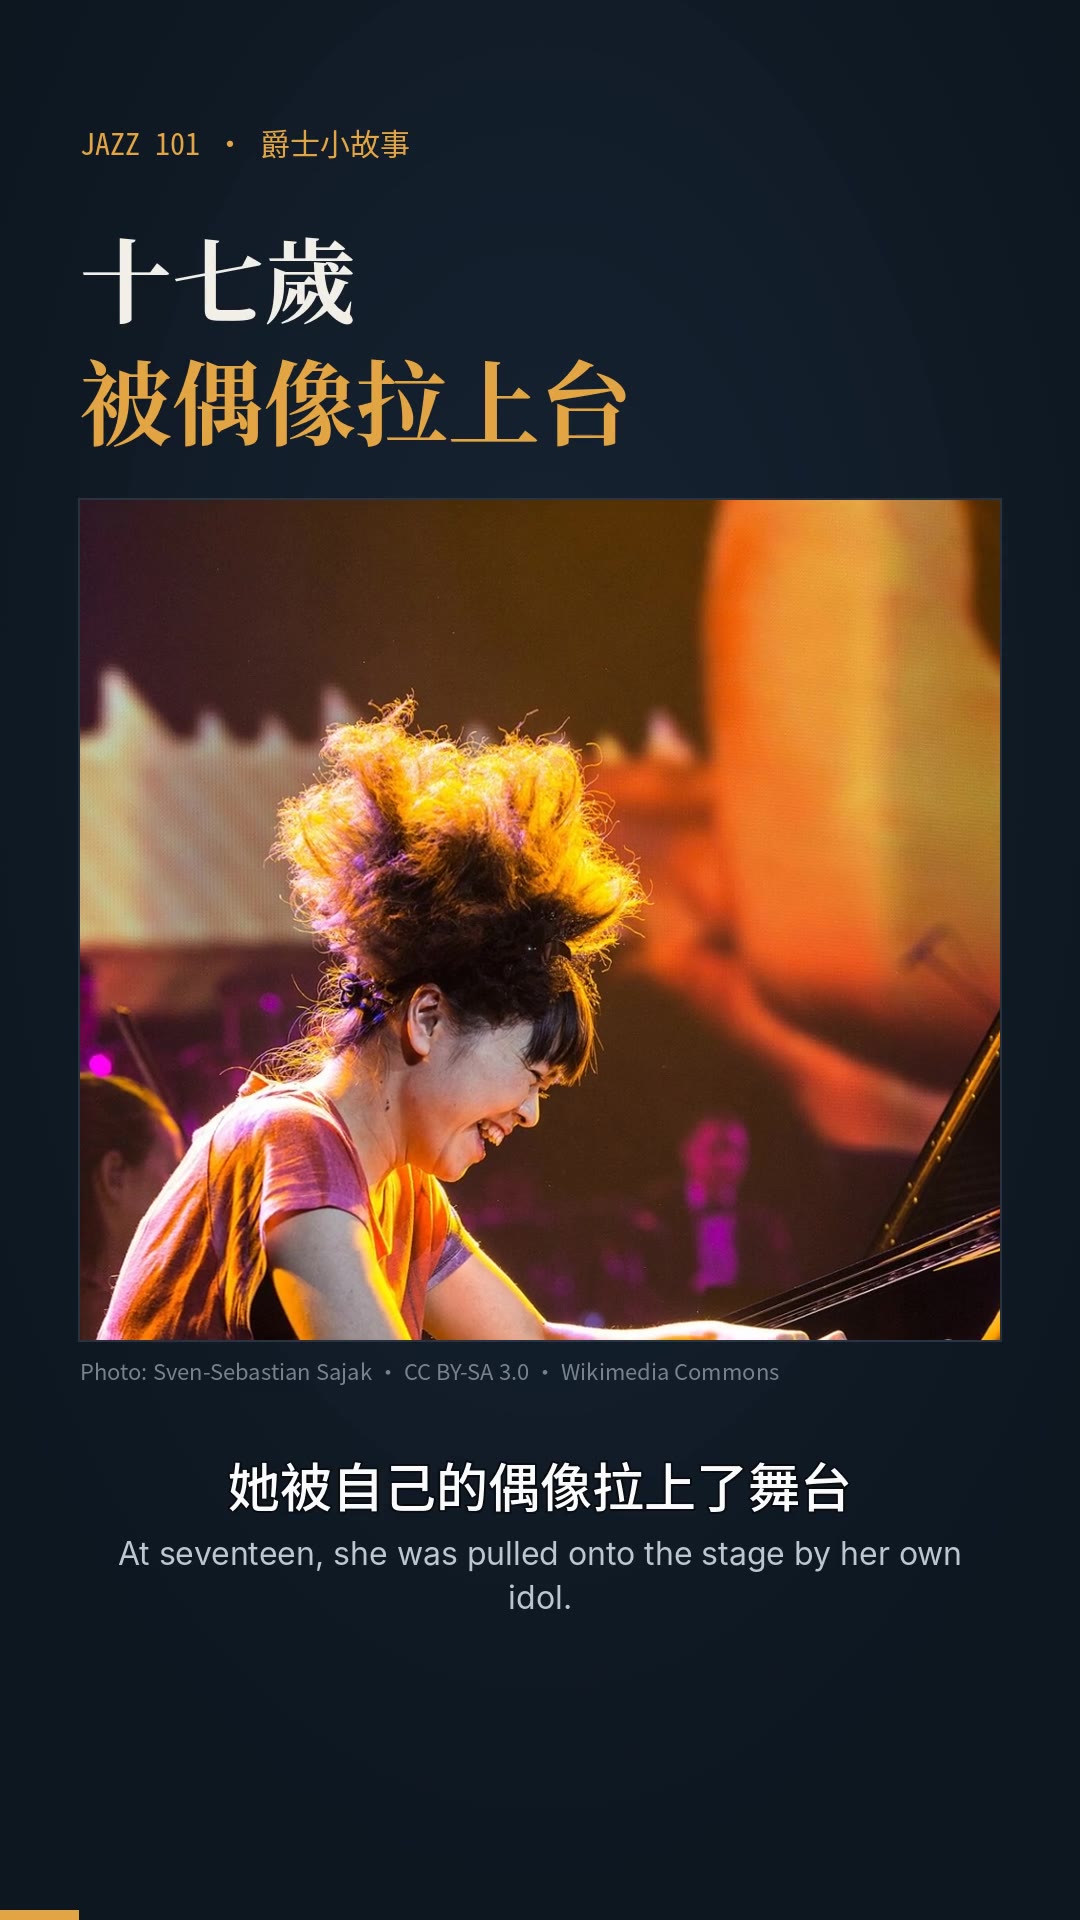 JAZZ 101 • 爵士小故事
十七歲
被偶像拉上台
Photo: Sven-Sebastian Sajak • CC BY-SA 3.0 • Wikimedia Commons
她被自己的偶像拉上了舞台
At seventeen, she was pulled onto the stage by her own
idol.